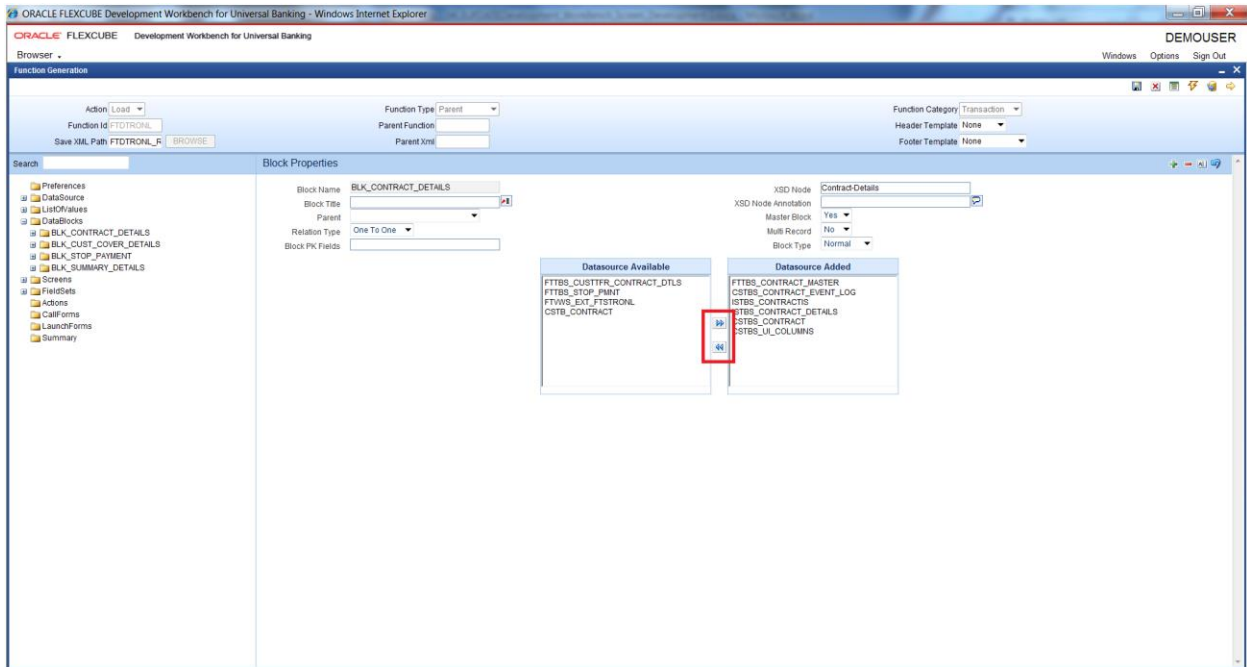 ORACLE FLEXCUBE Development Workbench for Universal Banking - Windows Internet Explorer
ORACLE FLEXCUBE Development Workbench for Universal Banking
DEMOUSER
Browser
Windows Options Sign Out
Function Generation
Action Load
Function Type Parent
Function Category Transaction
Function Id FTDTRONL
Parent Function
Header Template None
Save XML Path FTDTRONL_R BROWSE
Parent Xml
Footer Template None
Search
Block Properties
Preferences
DataSource
ListOfValues
DataBlocks
BLK_CONTRACT_DETAILS
BLK_CUST_COVER_DETAILS
BLK_STOP_PAYMENT
BLK_SUMMARY_DETAILS
Screens
FieldSets
Actions
CallForms
LaunchForms
Summary
Block Name BLK_CONTRACT_DETAILS
Block Title
Parent
Relation Type One To One
Block PK Fields
XSD Node Contract-Details
XSD Node Annotation
Master Block Yes
Multi Record No
Block Type Normal
Datasource Available
FTTBS_CUSTTFR_CONTRACT_DTLS
FTTBS_STOP_PMNT
FTVWS_EXT_FTSTRONL
CSTB_CONTRACT
Datasource Added
FTTBS_CONTRACT_MASTER
CSTBS_CONTRACT_EVENT_LOG
ISTBS_CONTRACTIS
ISTBS_CONTRACT_DETAILS
CSTBS_CONTRACT
CSTBS_UI_COLUMNS